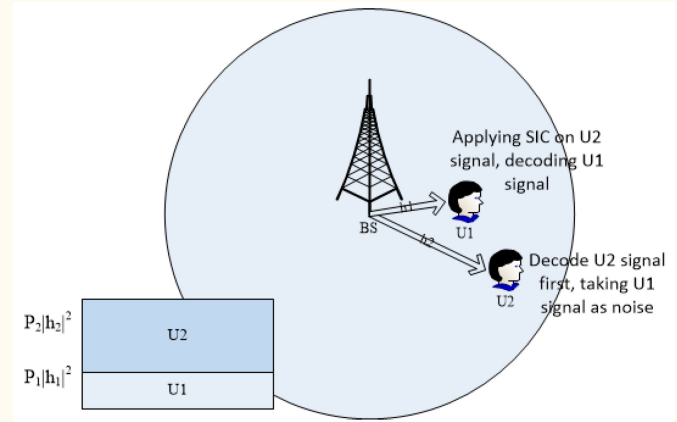 Applying SIC on U2
signal, decoding U1
signal
h1
U1
BS
h2
Decode U2 signal
first, taking U1
signal as noise
U2
P₂|h₂|²
U2
P₁|h₁|²
U1